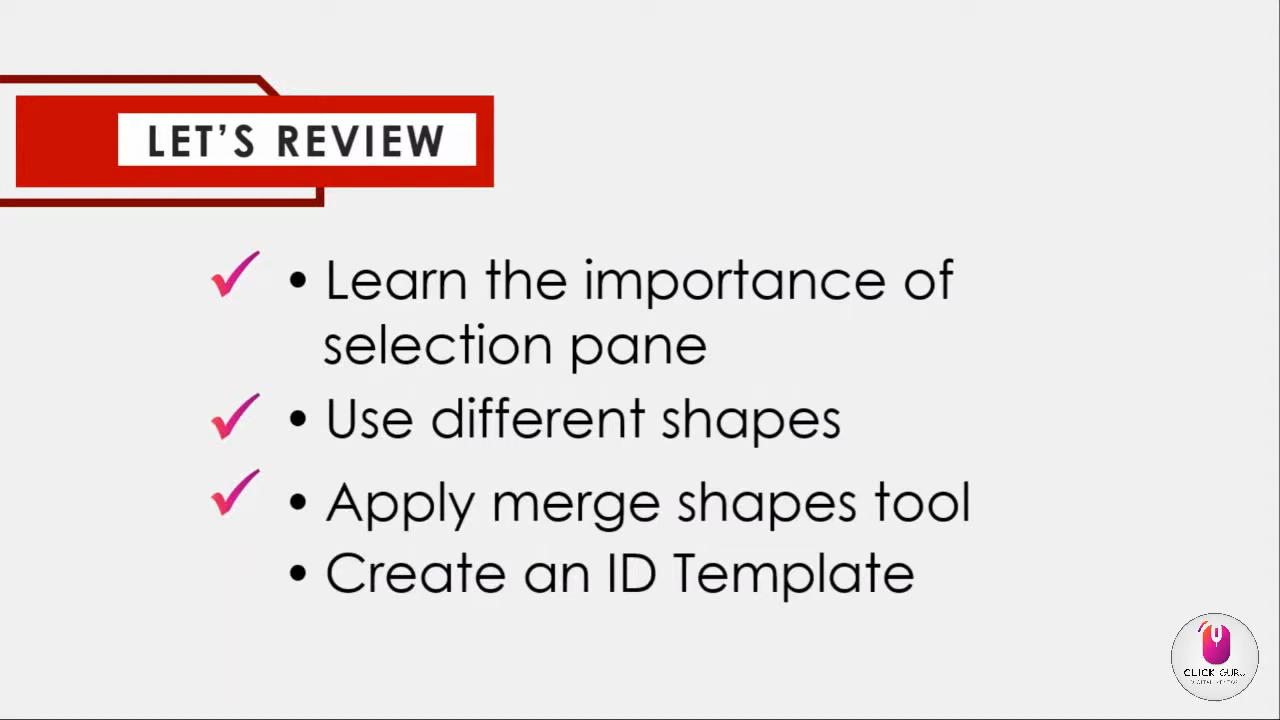 LET’S REVIEW
• Learn the importance of
selection pane
• Use different shapes
• Apply merge shapes tool
• Create an ID Template
CLICK GURU